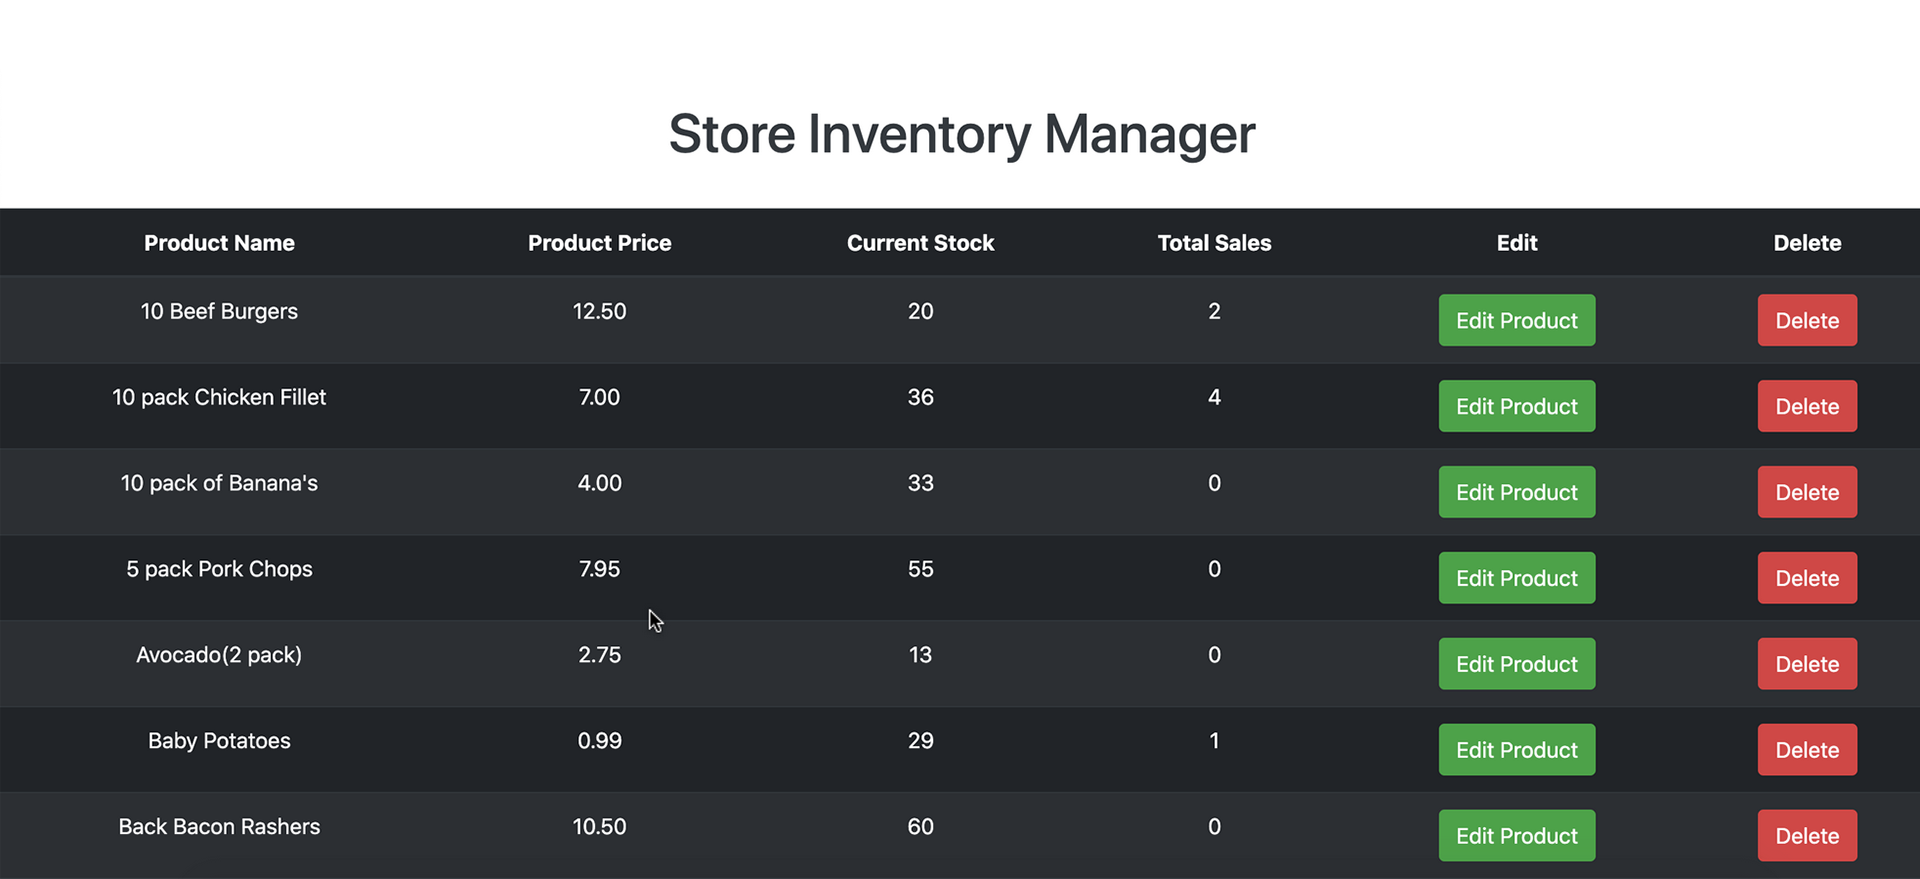 Store Inventory Manager
Product Name Product Price Current Stock Total Sales Edit Delete
10 Beef Burgers 12.50 20 2 Edit Product Delete
10 pack Chicken Fillet 7.00 36 4 Edit Product Delete
10 pack of Banana's 4.00 33 0 Edit Product Delete
5 pack Pork Chops 7.95 55 0 Edit Product Delete
Avocado(2 pack) 2.75 13 0 Edit Product Delete
Baby Potatoes 0.99 29 1 Edit Product Delete
Back Bacon Rashers 10.50 60 0 Edit Product Delete